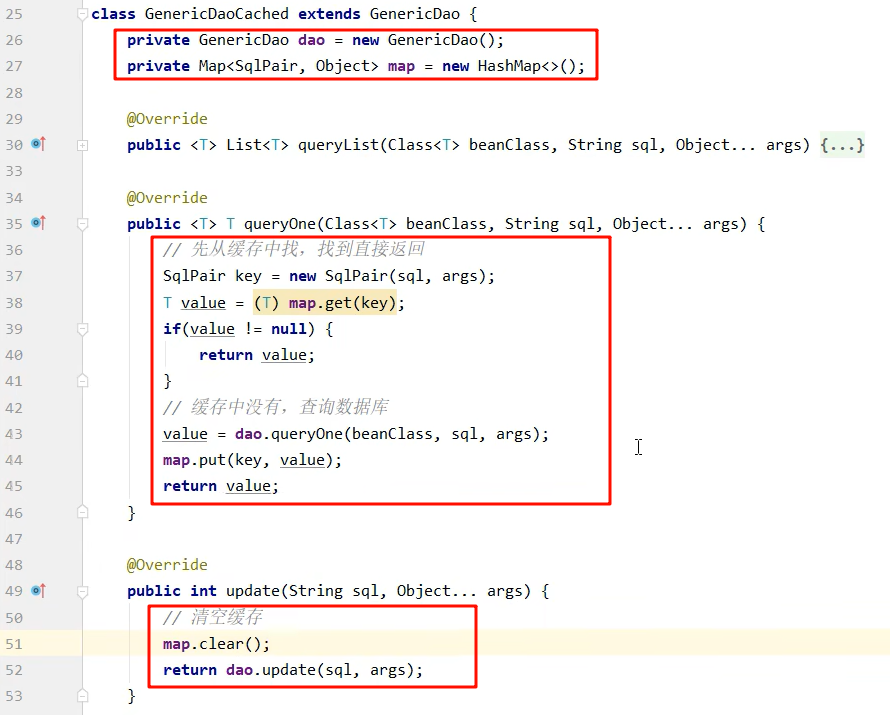 25 class GenericDaoCached extends GenericDao {
26 private GenericDao dao = new GenericDao();
27 private Map<SqlPair, Object> map = new HashMap<>();
28
29 @Override
30 public <T> List<T> queryList(Class<T> beanClass, String sql, Object... args) {...}
33
34 @Override
35 public <T> T queryOne(Class<T> beanClass, String sql, Object... args) {
36 // 先从缓存中找，找到直接返回
37 SqlPair key = new SqlPair(sql, args);
38 T value = (T) map.get(key);
39 if(value != null) {
40 return value;
41 }
42 // 缓存中没有，查询数据库
43 value = dao.queryOne(beanClass, sql, args);
44 map.put(key, value);
45 return value;
46 }
47
48 @Override
49 public int update(String sql, Object... args) {
50 // 清空缓存
51 map.clear();
52 return dao.update(sql, args);
53 }